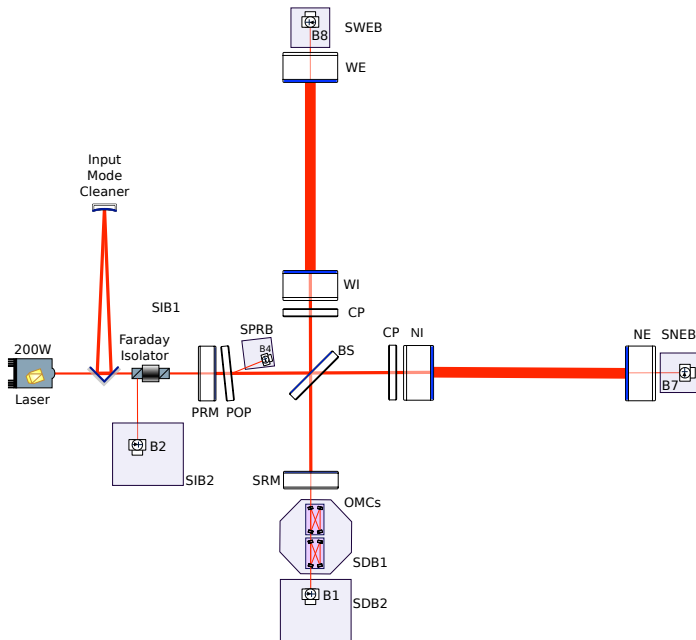 SWEB
B8
WE
Input
Mode
Cleaner
WI
SIB1
CP
SPRB
200W
Faraday
Isolator
B4
BS
CP
NI
NE
SNEB
B7
Laser
PRM
POP
B2
SIB2
SRM
OMCs
SDB1
B1
SDB2